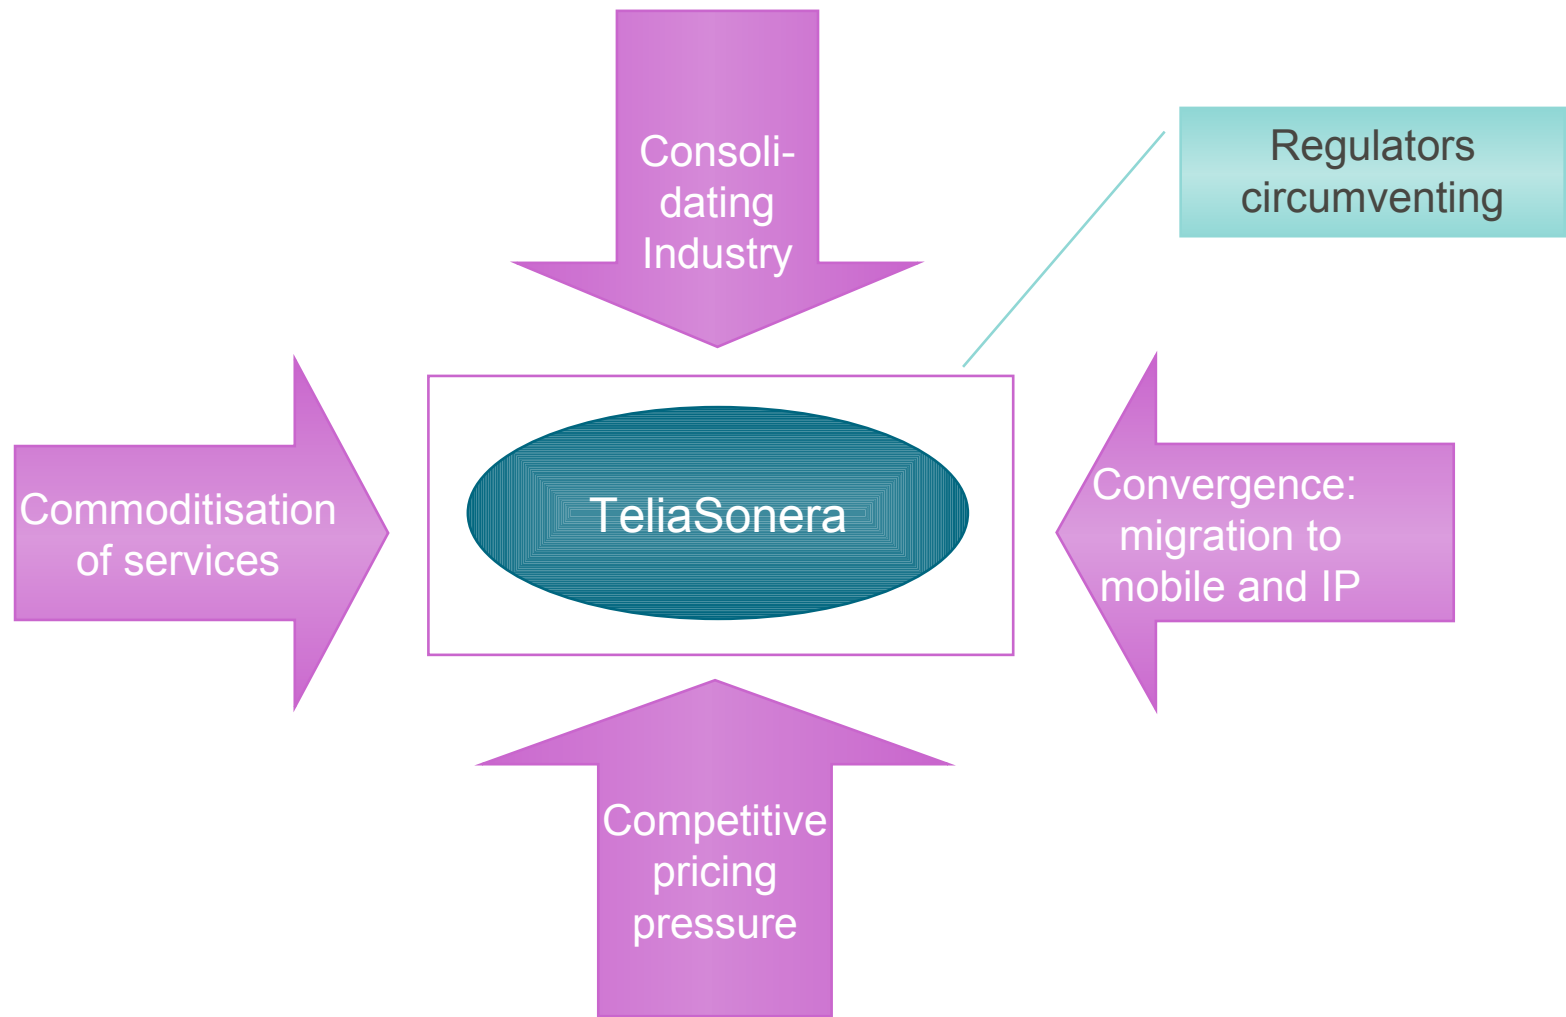 Consoli-
dating
Industry
Regulators
circumventing
Commoditisation
of services
TeliaSonera
Convergence:
migration to
mobile and IP
Competitive
pricing
pressure